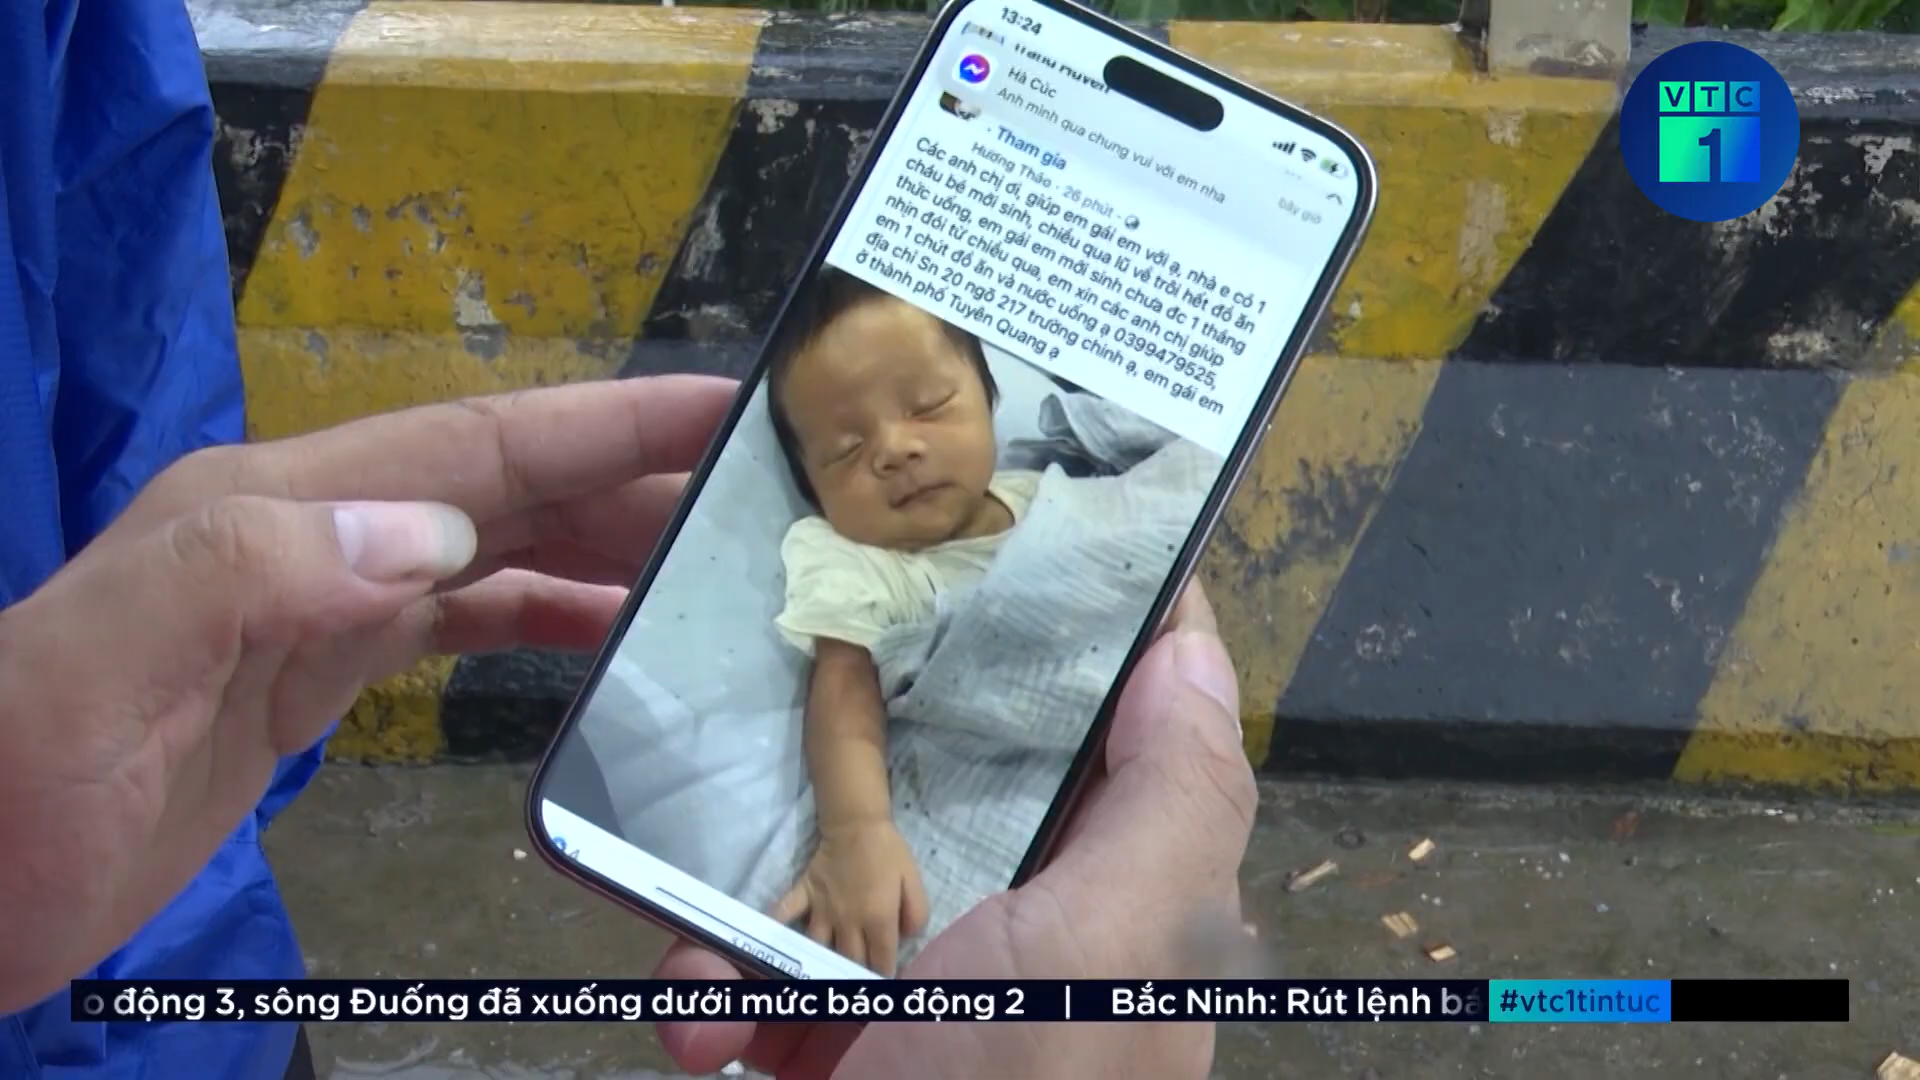 13:24
Hà Cúc
Anh mình qua chung vui với em nha
bây giờ
· Tham gia
Hương Thảo · 26 phút ·
Các anh chị ơi, giúp em gái em với ạ, nhà e có 1
cháu bé mới sinh, chiều qua lũ về trôi hết đồ ăn
thức uống, em gái em mới sinh chưa đc 1 tháng
nhịn đói từ chiều qua, em xin các anh chị giúp
em 1 chút đồ ăn và nước uống ạ 0399479525,
địa chỉ Sn 20 ngõ 217 trường chinh ạ, em gái em
ở thành phố Tuyên Quang ạ
4
VTC
1
o động 3, sông Đuống đã xuống dưới mức báo động 2 | Bắc Ninh: Rút lệnh bá
#vtc1tintuc